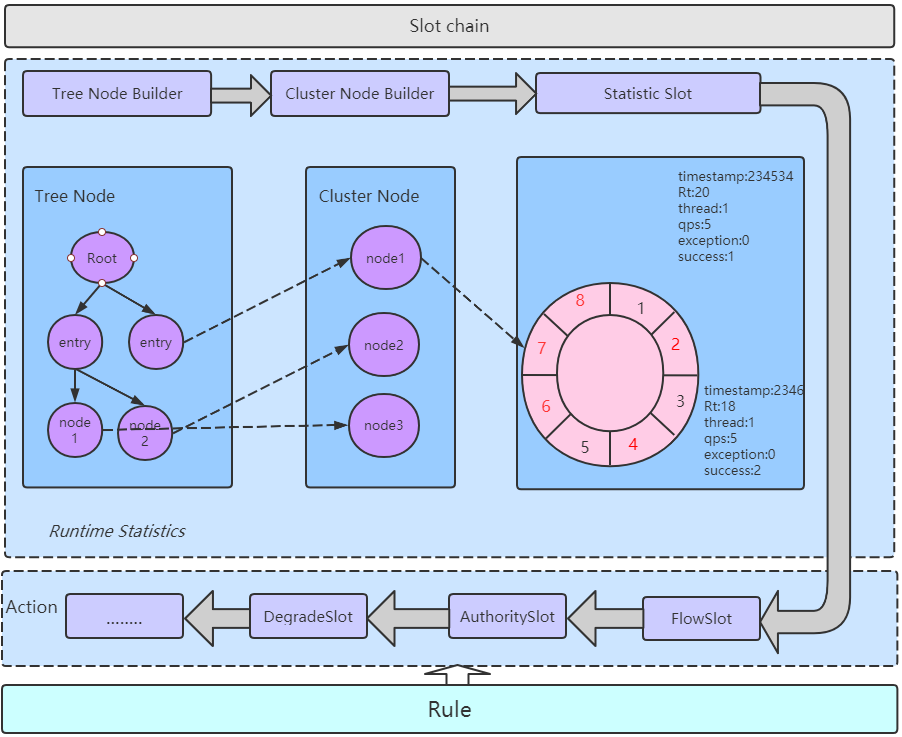 Slot chain
Tree Node Builder
Cluster Node Builder
Statistic Slot
Tree Node
Root
entry
entry
node
1
node
2
Cluster Node
node1
node2
node3
timestamp:234534
Rt:20
thread:1
qps:5
exception:0
success:1
8
1
7
2
6
3
5
4
timestamp:2346
Rt:18
thread:1
qps:5
exception:0
success:2
Runtime Statistics
Action
........
DegradeSlot
AuthoritySlot
FlowSlot
Rule